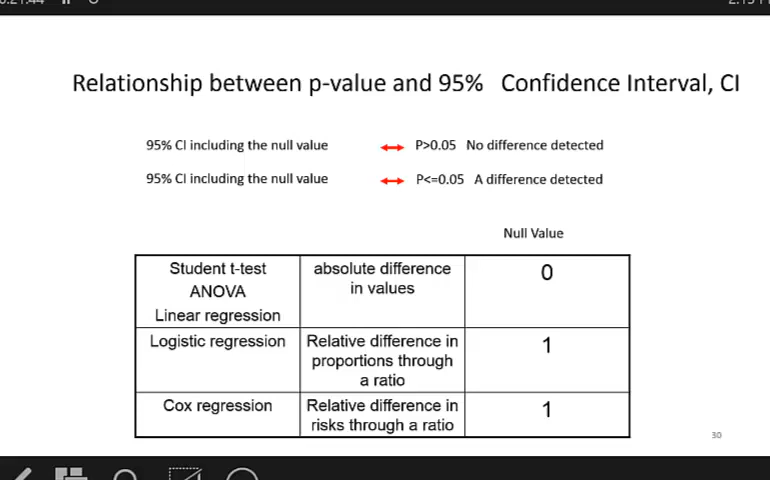 Relationship between p-value and 95% Confidence Interval, CI
95% CI including the null value P>0.05 No difference detected
95% CI including the null value P<=0.05 A difference detected
Null Value
Student t-test
ANOVA
Linear regression
absolute difference
in values
0
Logistic regression
Relative difference in
proportions through
a ratio
1
Cox regression
Relative difference in
risks through a ratio
1
30